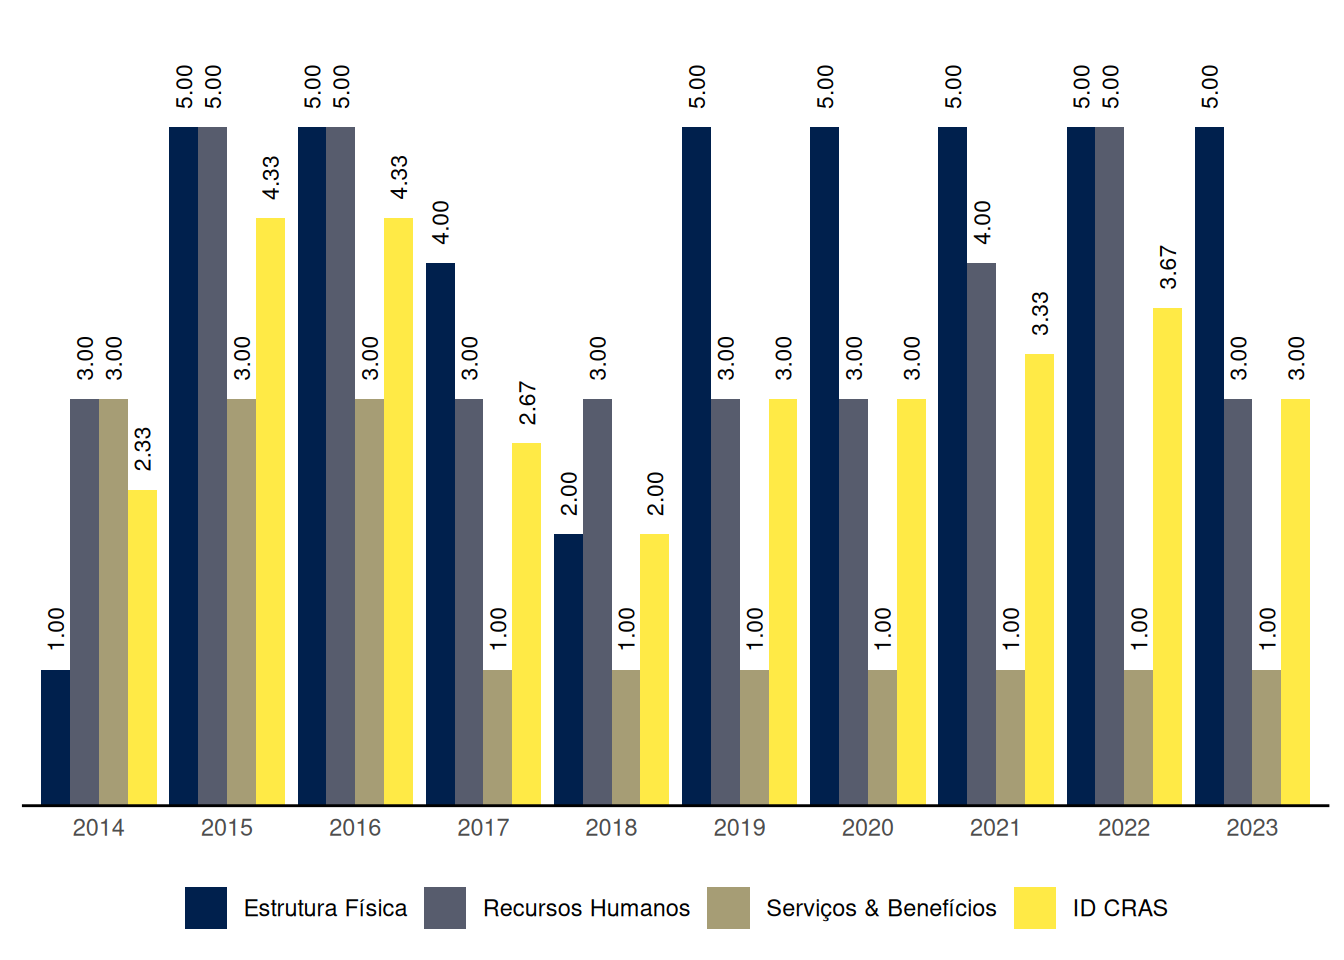 5.00 5.00 5.00 5.00 5.00 5.00 5.00 5.00 5.00 5.00
4.33 4.33
4.00 4.00
3.67
3.33
3.00 3.00 3.00 3.00 3.00 3.00 3.00 3.00 3.00 3.00 3.00 3.00
2.67
2.33
2.00 2.00
1.00 1.00 1.00 1.00 1.00 1.00 1.00 1.00
2014 2015 2016 2017 2018 2019 2020 2021 2022 2023
Estrutura Física Recursos Humanos Serviços & Benefícios ID CRAS